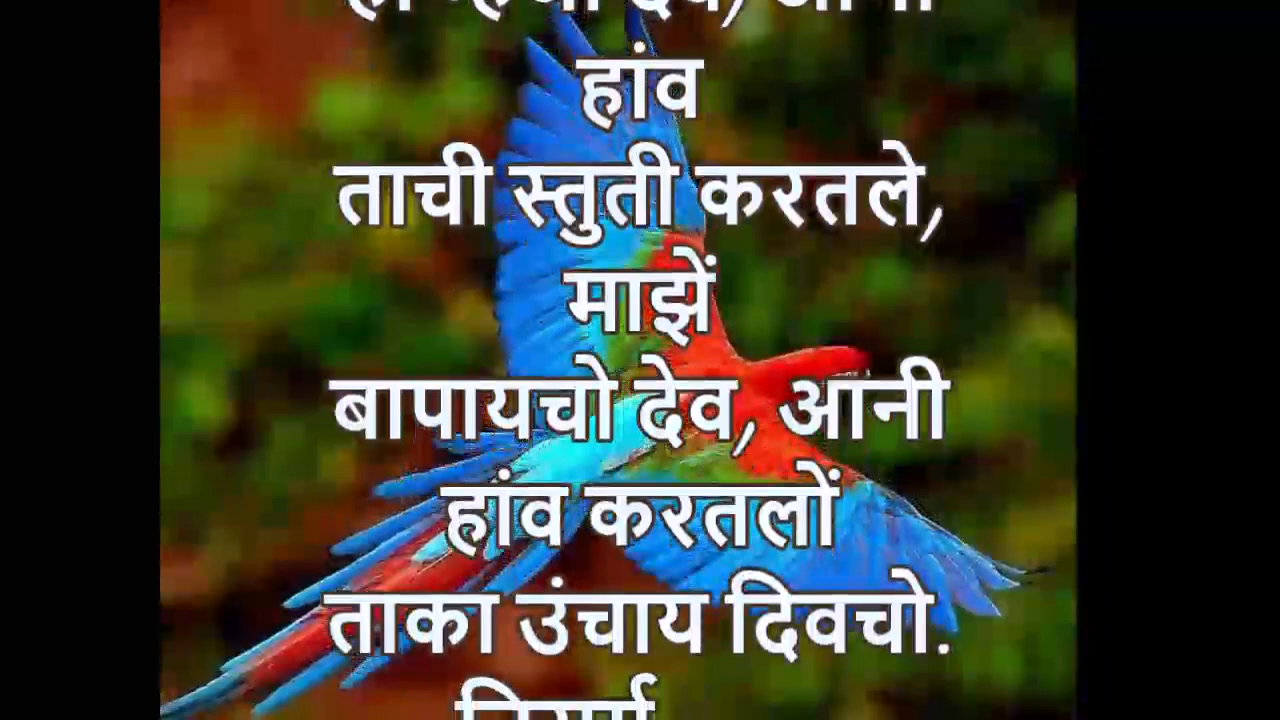 हांव
ताची स्तुती करतले,
माझें
बापायचो देव, आनी
हांव करतलों
ताका उंचाय दिवचो.